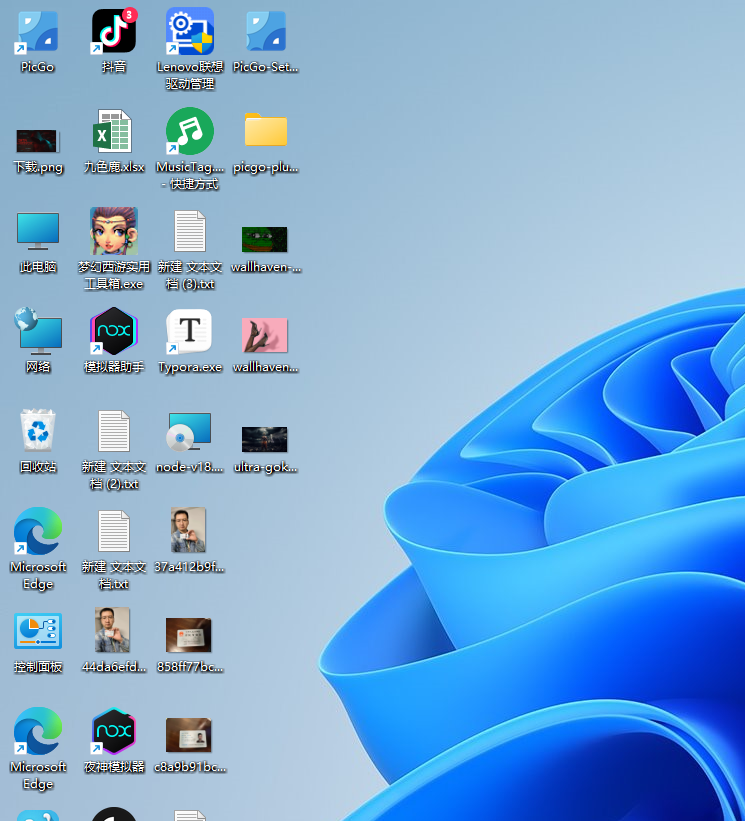 3
PicGo
抖音
Lenovo联想
驱动管理
PicGo-Set...
下载.png
九色鹿.xlsx
MusicTag....
- 快捷方式
picgo-plu...
此电脑
梦幻西游实用
工具箱.exe
新建 文本文
档 (3).txt
wallhaven-...
网络
nox
模拟器助手
T
Typora.exe
wallhaven...
回收站
新建 文本文
档 (2).txt
node-v18....
ultra-gok...
Microsoft
Edge
新建 文本文
档.txt
37a412b9f...
控制面板
44da6efd...
858ff77bc...
Microsoft
Edge
nox
夜神模拟器
c8a9b91bc...